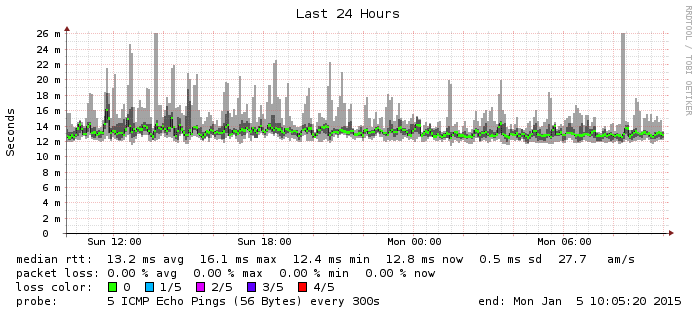 Last 24 Hours
RRDTOOL / TOBI OETIKER
Seconds
26 m
24 m
22 m
20 m
18 m
16 m
14 m
12 m
10 m
8 m
6 m
4 m
2 m
0
Sun 12:00 Sun 18:00 Mon 00:00 Mon 06:00
median rtt: 13.2 ms avg 16.1 ms max 12.4 ms min 12.8 ms now 0.5 ms sd 27.7 am/s
packet loss: 0.00 % avg 0.00 % max 0.00 % min 0.00 % now
loss color: 0 1/5 2/5 3/5 4/5
probe: 5 ICMP Echo Pings (56 Bytes) every 300s end: Mon Jan 5 10:05:20 2015